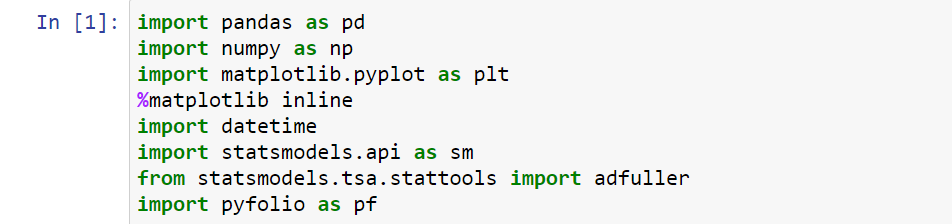 In [1]: import pandas as pd
import numpy as np
import matplotlib.pyplot as plt
%matplotlib inline
import datetime
import statsmodels.api as sm
from statsmodels.tsa.stattools import adfuller
import pyfolio as pf